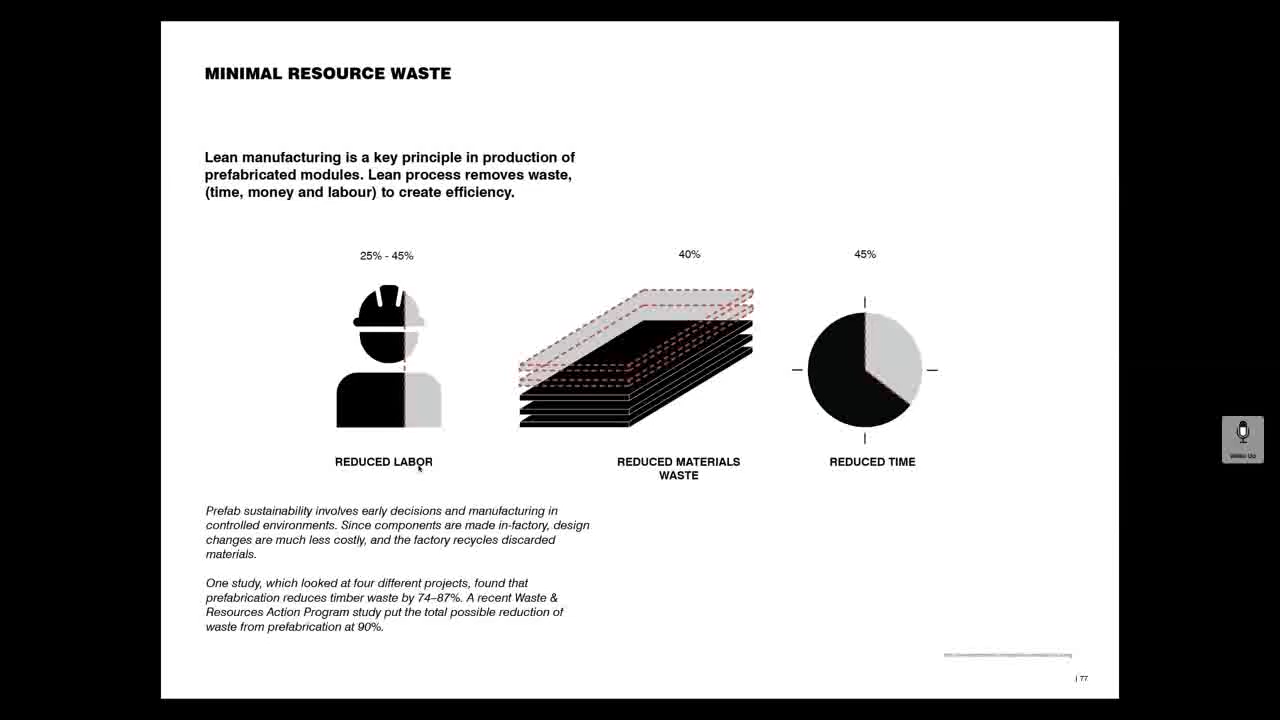 MINIMAL RESOURCE WASTE
Lean manufacturing is a key principle in production of
prefabricated modules. Lean process removes waste,
(time, money and labour) to create efficiency.
25% - 45%
40%
45%
REDUCED LABOR
REDUCED MATERIALS
WASTE
REDUCED TIME
Prefab sustainability involves early decisions and manufacturing in
controlled environments. Since components are made in-factory, design
changes are much less costly, and the factory recycles discarded
materials.
One study, which looked at four different projects, found that
prefabrication reduces timber waste by 74–87%. A recent Waste &
Resources Action Program study put the total possible reduction of
waste from prefabrication at 90%.
| 77